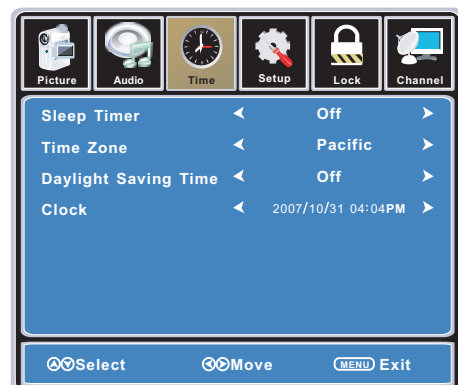 Picture Audio Time Setup Lock Channel
Sleep Timer Off
Time Zone Pacific
Daylight Saving Time Off
Clock 2007/10/31 04:04PM
Select Move MENU Exit